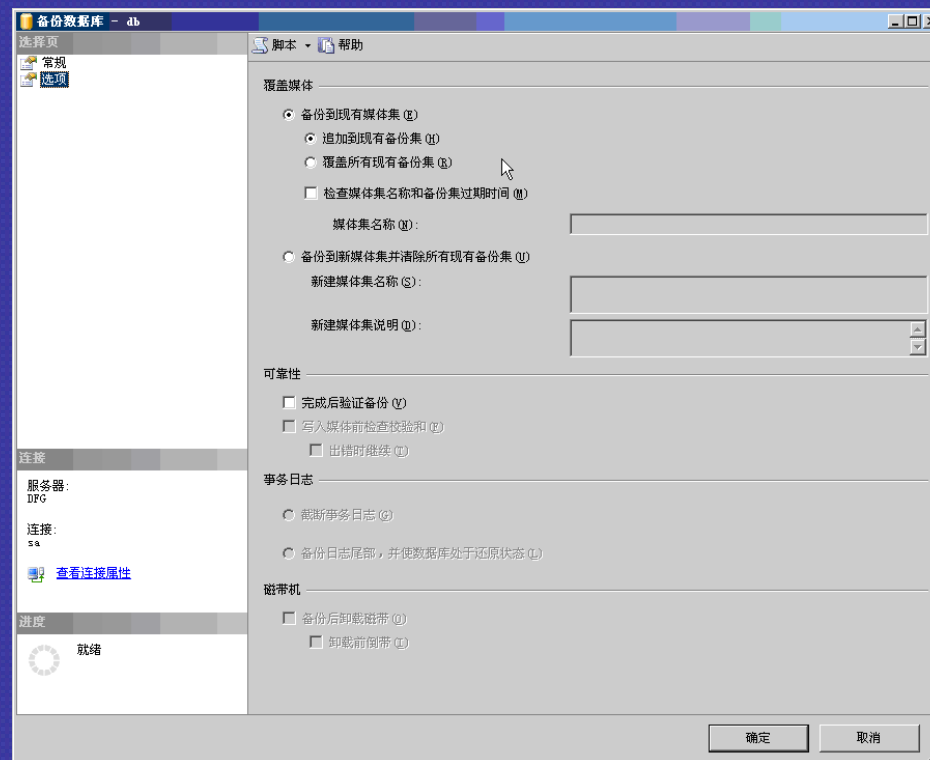 备份数据库 - db
选择页
常规
选项
脚本 帮助
覆盖媒体
备份到现有媒体集(E)
追加到现有备份集(H)
覆盖所有现有备份集(R)
检查媒体集名称和备份集过期时间(M)
媒体集名称(N):
备份到新媒体集并清除所有现有备份集(U)
新建媒体集名称(S):
新建媒体集说明(D):
可靠性
完成后验证备份(V)
写入媒体前检查校验和(F)
出错时继续(T)
事务日志
截断事务日志(G)
备份日志尾部，并使数据库处于还原状态(L)
磁带机
备份后卸载磁带(O)
卸载前倒带(I)
连接
服务器:
DFG
连接:
sa
查看连接属性
进度
就绪
确定 取消